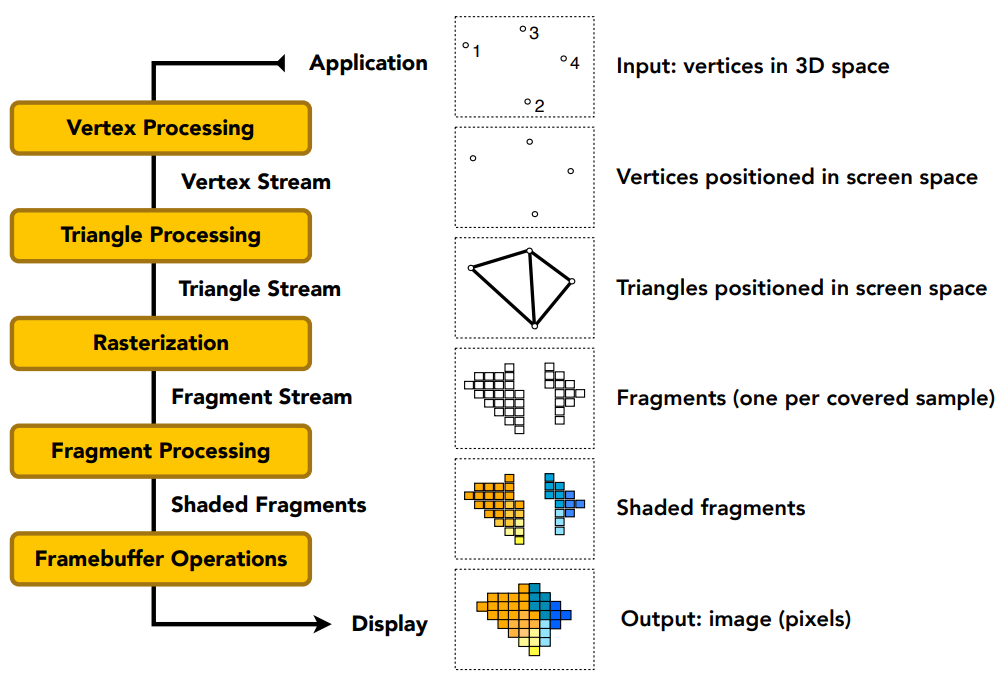 Application
3
1
4
2
Input: vertices in 3D space
Vertex Processing
Vertex Stream
Vertices positioned in screen space
Triangle Processing
Triangle Stream
Triangles positioned in screen space
Rasterization
Fragment Stream
Fragments (one per covered sample)
Fragment Processing
Shaded Fragments
Shaded fragments
Framebuffer Operations
Display
Output: image (pixels)